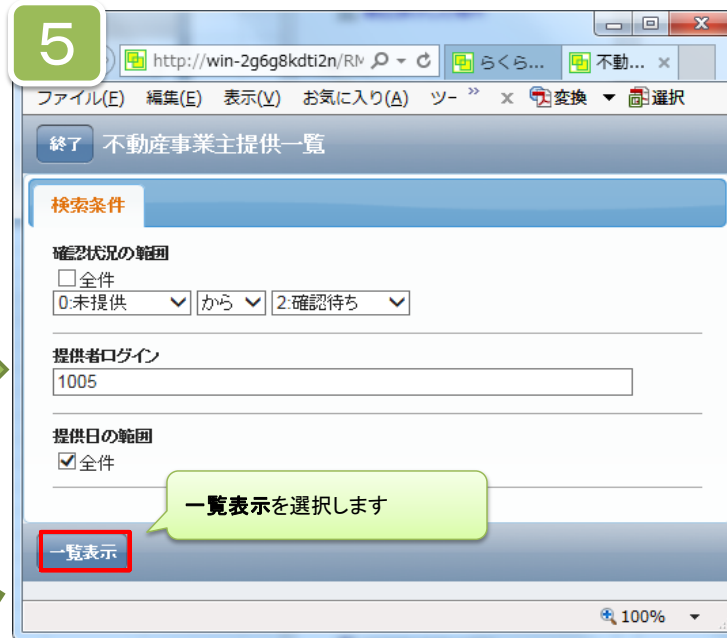 5
http://win-2g6g8kdti2n/RM
らくら...
不動...
ファイル(F) 編集(E) 表示(V) お気に入り(A) ツー » x 変換 ▼ 選択
終了 不動産事業主提供一覧
検索条件
確認状況の範囲
全件
0:未提供 から 2:確認待ち
提供者ログイン
1005
提供日の範囲
全件
一覧表示を選択します
一覧表示
100%